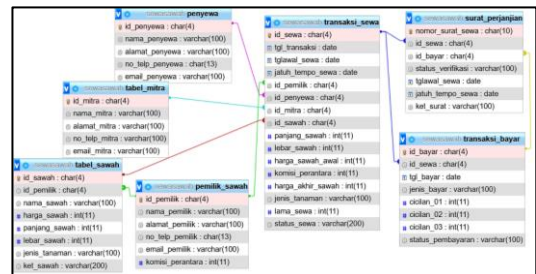 penyewa
id_penyewa : char(4)
nama_penyewa : varchar(100)
alamat_penyewa : varchar(100)
no_telp_penyewa : char(13)
email_penyewa : varchar(100)
tabel_mitra
id_mitra : char(4)
nama_mitra : varchar(100)
alamat_mitra : varchar(100)
no_telp_mitra : varchar(100)
email_mitra : varchar(100)
tabel_sawah
id_sawah : char(4)
id_pemilik : char(4)
nama_sawah : varchar(100)
harga_sawah : int(11)
panjang_sawah : int(11)
lebar_sawah : int(11)
jenis_tanaman : varchar(100)
ket_sawah : varchar(200)
pemilik_sawah
id_pemilik : char(4)
nama_pemilik : varchar(100)
alamat_pemilik : varchar(100)
no_telp_pemilik : char(13)
email_pemilik : varchar(100)
komisi_perantara : int(11)
transaksi_sewa
id_sewa : char(4)
tgl_transaksi : date
tglawal_sewa : date
jatuh_tempo_sewa : date
id_pemilik : char(4)
id_penyewa : char(4)
id_mitra : char(4)
id_sawah : char(4)
panjang_sawah : int(11)
lebar_sawah : int(11)
harga_sawah_awal : int(11)
komisi_perantara : int(11)
harga_akhir_sawah : int(11)
jenis_tanaman : varchar(100)
lama_sewa : int(11)
status_sewa : varchar(200)
surat_perjanjian
nomor_surat_sewa : char(10)
id_sewa : char(4)
id_bayar : char(4)
status_verifikasi : varchar(100)
tglawal_sewa : date
jatuh_tempo_sewa : date
ket_surat : varchar(100)
transaksi_bayar
id_bayar : char(4)
id_sewa : char(4)
tgl_bayar : date
jenis_bayar : varchar(100)
cicilan_01 : int(11)
cicilan_02 : int(11)
cicilan_03 : int(11)
status_pembayaran : varchar(100)